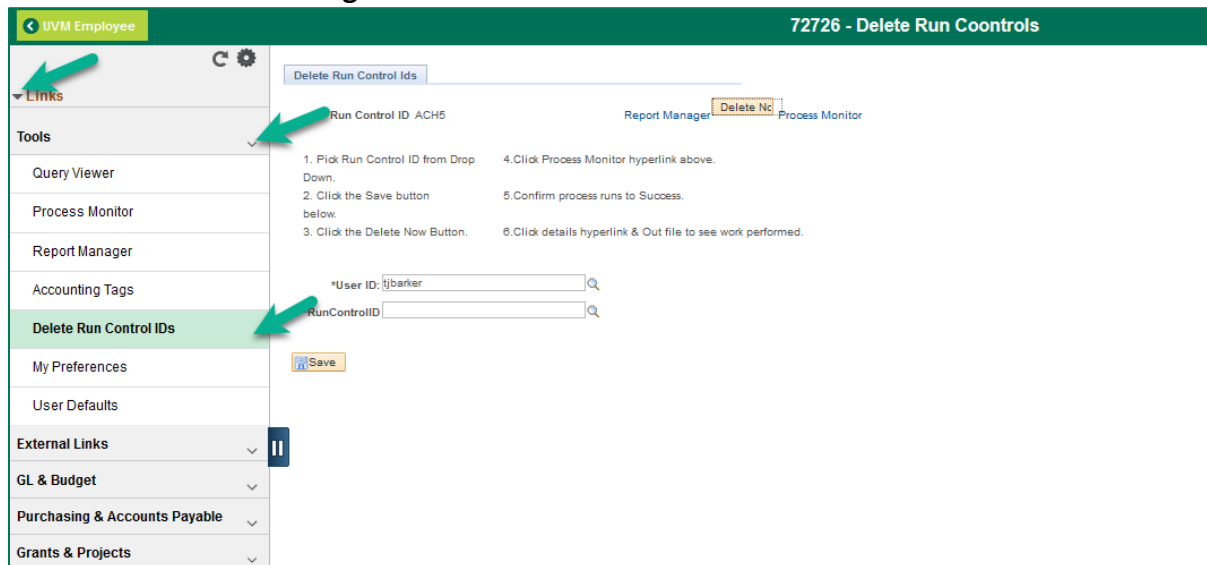 UVM Employee
72726 - Delete Run Coontrols
Links
Tools
Query Viewer
Process Monitor
Report Manager
Accounting Tags
Delete Run Control IDs
My Preferences
User Defaults
External Links
GL & Budget
Purchasing & Accounts Payable
Grants & Projects
Delete Run Control Ids
Run Control ID ACH5
Report Manager
Delete Nc
Process Monitor
1. Pick Run Control ID from Drop
Down.
2. Click the Save button
below.
3. Click the Delete Now Button.
4.Click Process Monitor hyperlink above.
5.Confirm process runs to Success.
6.Click details hyperlink & Out file to see work performed.
*User ID: tjbarker
RunControlID
Save